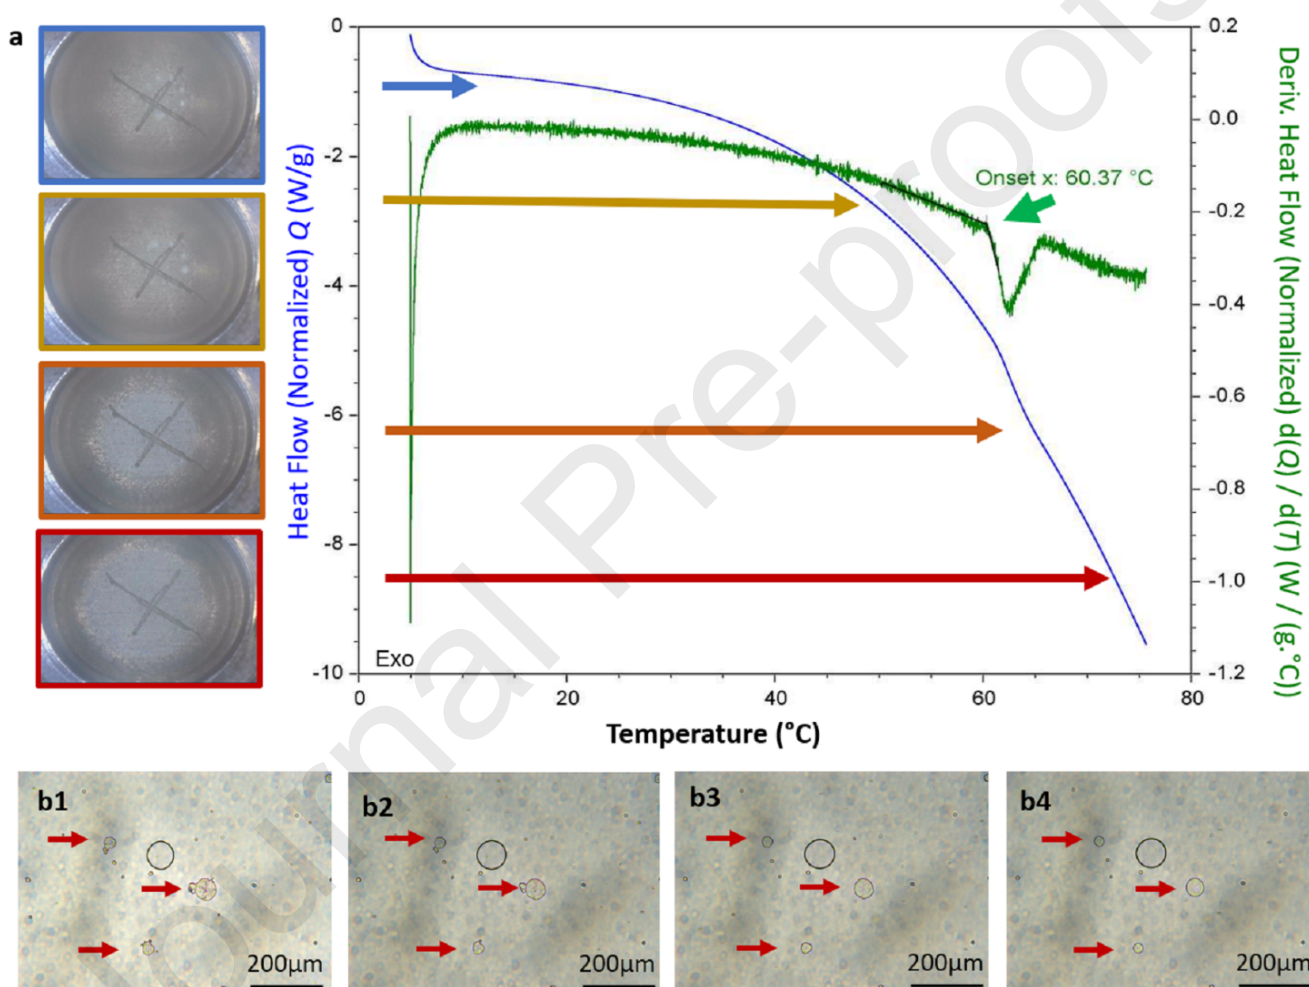 a
Heat Flow (Normalized) Q (W/g)
0
-2
-4
-6
-8
-10
0.2
0.0
-0.2
-0.4
-0.6
-0.8
-1.0
-1.2
Deriv. Heat Flow (Normalized) d(Q) / d(T) (W / (g.°C))
Onset x: 60.37 °C
Exo
0 20 40 60 80
Temperature (°C)
Journal Pre-proofs
b1
200µm
b2
200µm
b3
200µm
b4
200µm